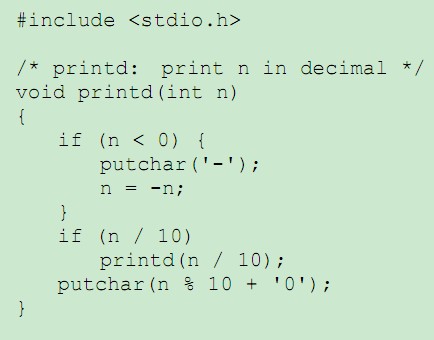 #include <stdio.h>

/* printd:  print n in decimal */
void printd(int n)
{
    if (n < 0) {
        putchar('-');
        n = -n;
    }
    if (n / 10)
        printd(n / 10);
    putchar(n % 10 + '0');
}